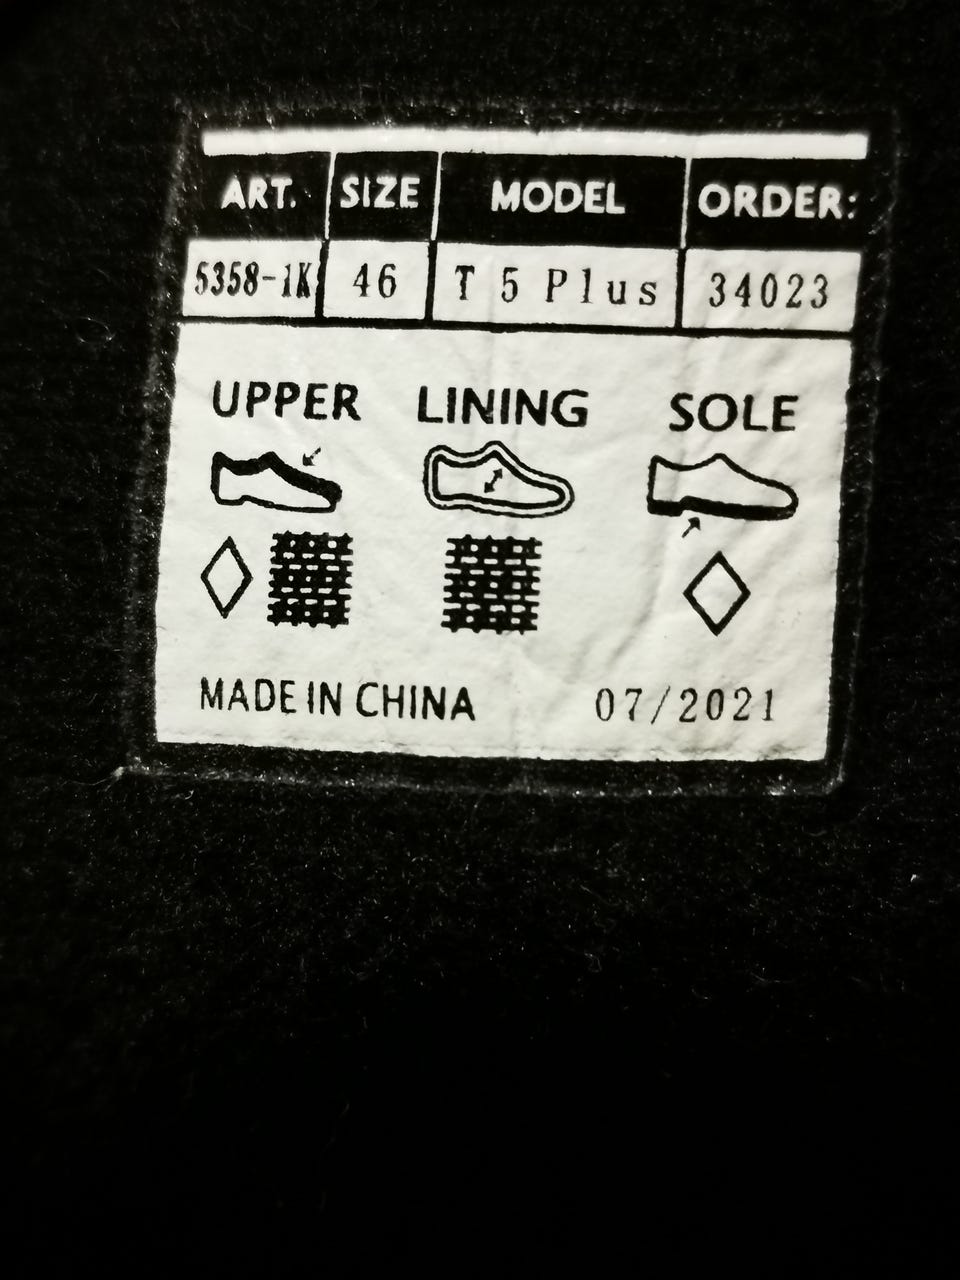 ART. SIZE MODEL ORDER:
5358-1K 46 T 5 Plus 34023
UPPER LINING SOLE
MADE IN CHINA 07/2021